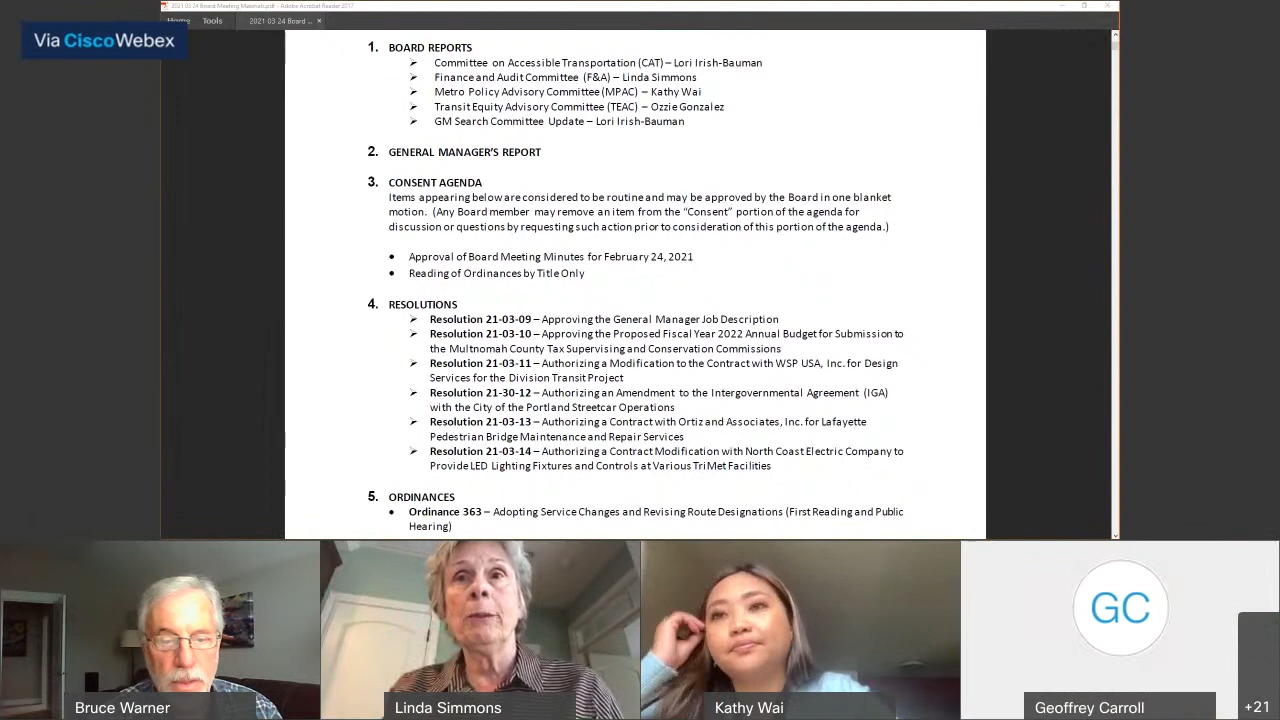 2021 03 24 Board Meeting Materials.pdf - Adobe Acrobat Reader 2017
Home Tools 2021 03 24 Board ... ×
Via Cisco Webex
1. BOARD REPORTS
➢ Committee on Accessible Transportation (CAT) – Lori Irish-Bauman
➢ Finance and Audit Committee (F&A) – Linda Simmons
➢ Metro Policy Advisory Committee (MPAC) – Kathy Wai
➢ Transit Equity Advisory Committee (TEAC) – Ozzie Gonzalez
➢ GM Search Committee Update – Lori Irish-Bauman
2. GENERAL MANAGER'S REPORT
3. CONSENT AGENDA
Items appearing below are considered to be routine and may be approved by the Board in one blanket
motion. (Any Board member may remove an item from the “Consent” portion of the agenda for
discussion or questions by requesting such action prior to consideration of this portion of the agenda.)
• Approval of Board Meeting Minutes for February 24, 2021
• Reading of Ordinances by Title Only
4. RESOLUTIONS
➢ Resolution 21-03-09 – Approving the General Manager Job Description
➢ Resolution 21-03-10 – Approving the Proposed Fiscal Year 2022 Annual Budget for Submission to
the Multnomah County Tax Supervising and Conservation Commissions
➢ Resolution 21-03-11 – Authorizing a Modification to the Contract with WSP USA, Inc. for Design
Services for the Division Transit Project
➢ Resolution 21-30-12 – Authorizing an Amendment to the Intergovernmental Agreement (IGA)
with the City of the Portland Streetcar Operations
➢ Resolution 21-03-13 – Authorizing a Contract with Ortiz and Associates, Inc. for Lafayette
Pedestrian Bridge Maintenance and Repair Services
➢ Resolution 21-03-14 – Authorizing a Contract Modification with North Coast Electric Company to
Provide LED Lighting Fixtures and Controls at Various TriMet Facilities
5. ORDINANCES
• Ordinance 363 – Adopting Service Changes and Revising Route Designations (First Reading and Public
Hearing)
GC
Bruce Warner
Linda Simmons
Kathy Wai
Geoffrey Carroll
+21